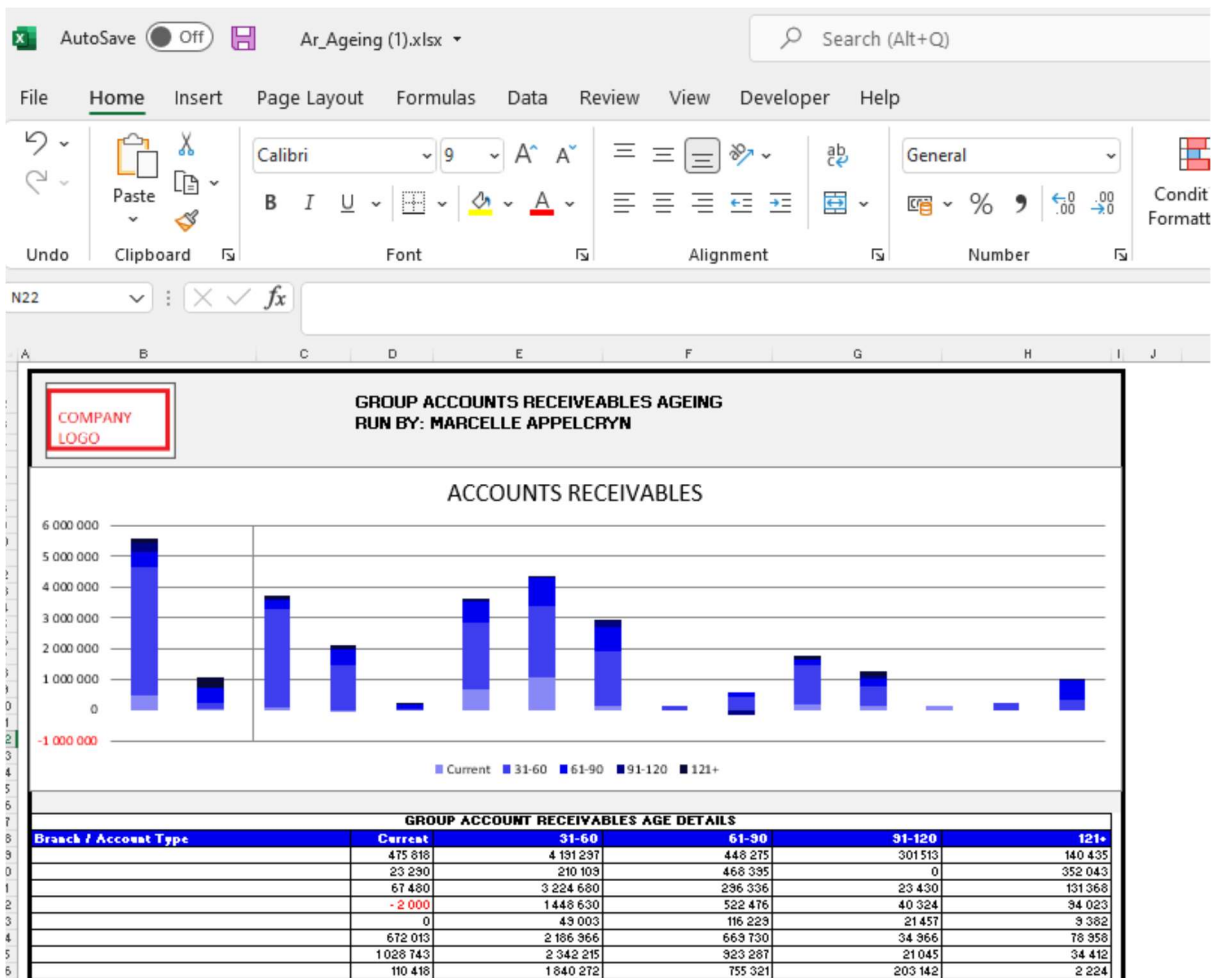 AutoSave Off Ar_Ageing (1).xlsx Search (Alt+Q)
File Home Insert Page Layout Formulas Data Review View Developer Help
Calibri 9 A A ab General
Paste B I U A % Condit
Formatt
Undo Clipboard Font Alignment Number
N22 fx
A B C D E F G H I J
COMPANY
LOGO
GROUP ACCOUNTS RECEIVEABLES AGEING
RUN BY: MARCELLE APPELCRYN
ACCOUNTS RECEIVABLES
6 000 000
5 000 000
4 000 000
3 000 000
2 000 000
1 000 000
0
-1 000 000
Current 31-60 61-90 91-120 121+
GROUP ACCOUNT RECEIVABLES AGE DETAILS
Branch / Account Type Current 31-60 61-90 91-120 121+
475 818 4 191 297 448 275 301 513 140 435
23 290 210 109 468 395 0 352 043
67 480 3 224 680 296 336 23 430 131 368
- 2 000 1 448 630 522 476 40 324 94 023
0 49 003 116 229 21 457 9 382
672 013 2 186 966 669 730 34 966 78 958
1 028 743 2 342 215 923 287 21 045 34 412
110 418 1 840 272 755 321 203 142 2 224